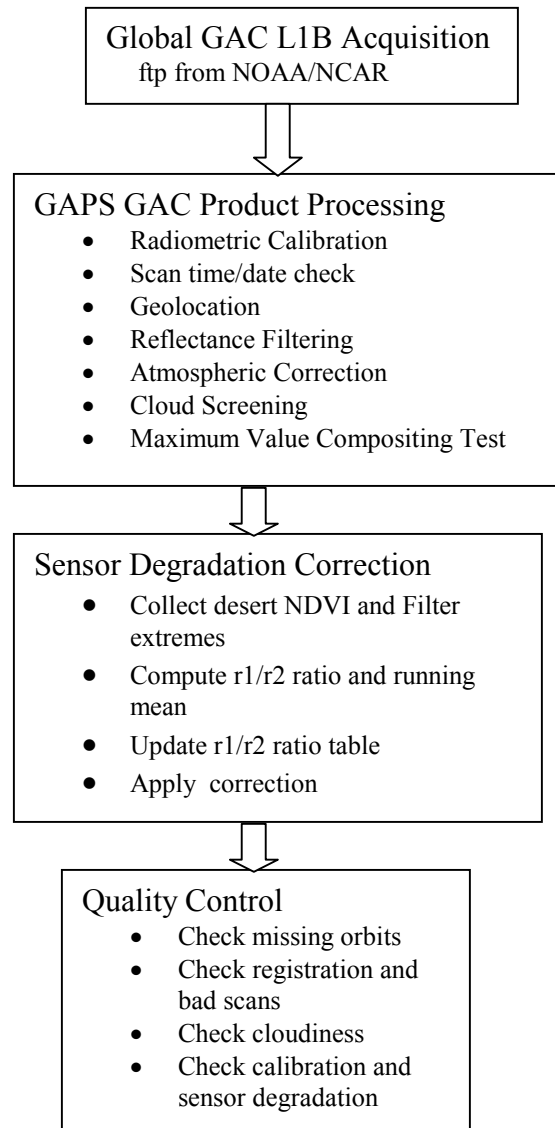 Global GAC L1B Acquisition
ftp from NOAA/NCAR
GAPS GAC Product Processing
• Radiometric Calibration
• Scan time/date check
• Geolocation
• Reflectance Filtering
• Atmospheric Correction
• Cloud Screening
• Maximum Value Compositing Test
Sensor Degradation Correction
• Collect desert NDVI and Filter
extremes
• Compute r1/r2 ratio and running
mean
• Update r1/r2 ratio table
• Apply correction
Quality Control
• Check missing orbits
• Check registration and
bad scans
• Check cloudiness
• Check calibration and
sensor degradation